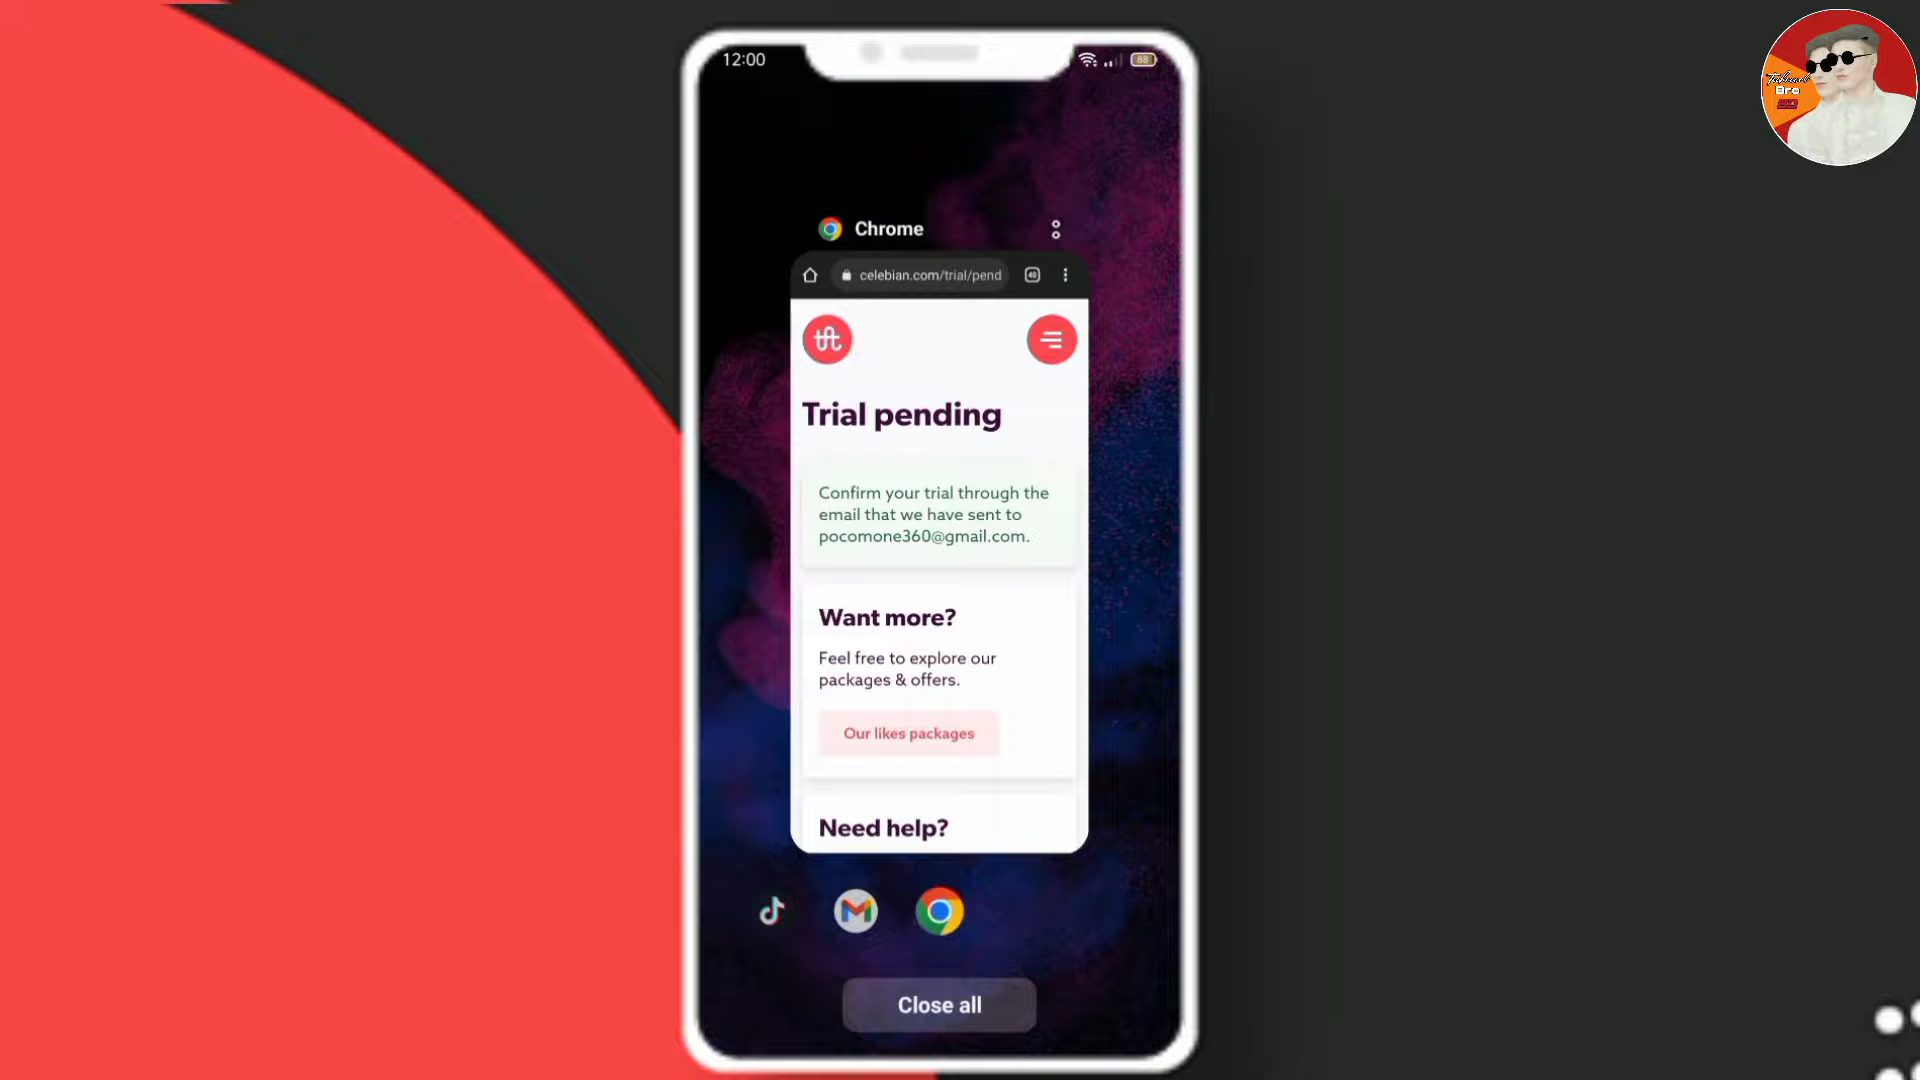 12:00
88
Bro
Chrome
celebian.com/trial/pend
40
Trial pending
Confirm your trial through the
email that we have sent to
pocomone360@gmail.com.
Want more?
Feel free to explore our
packages & offers.
Our likes packages
Need help?
Close all